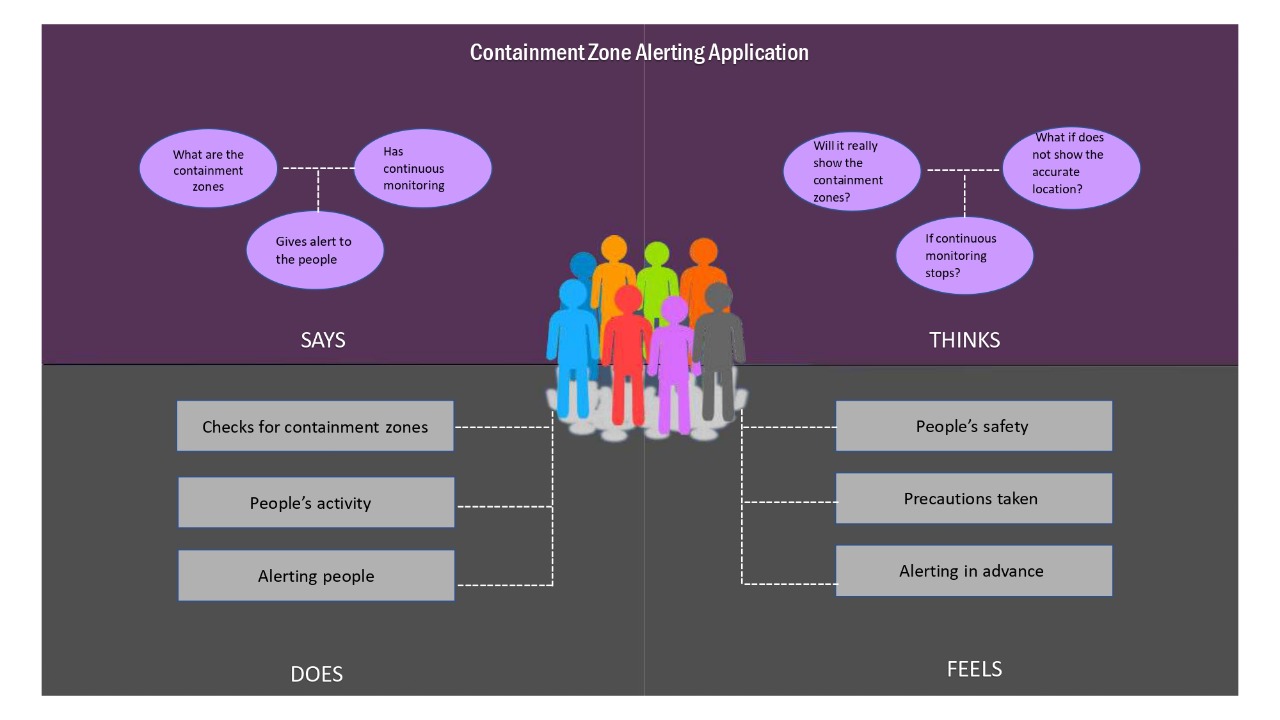 Containment Zone Alerting Application
What are the
containment
zones
Has
continuous
monitoring
Gives alert to
the people
SAYS
Will it really
show the
containment
zones?
What if does
not show the
accurate
location?
If continuous
monitoring
stops?
THINKS
Checks for containment zones
People’s activity
Alerting people
DOES
People’s safety
Precautions taken
Alerting in advance
FEELS